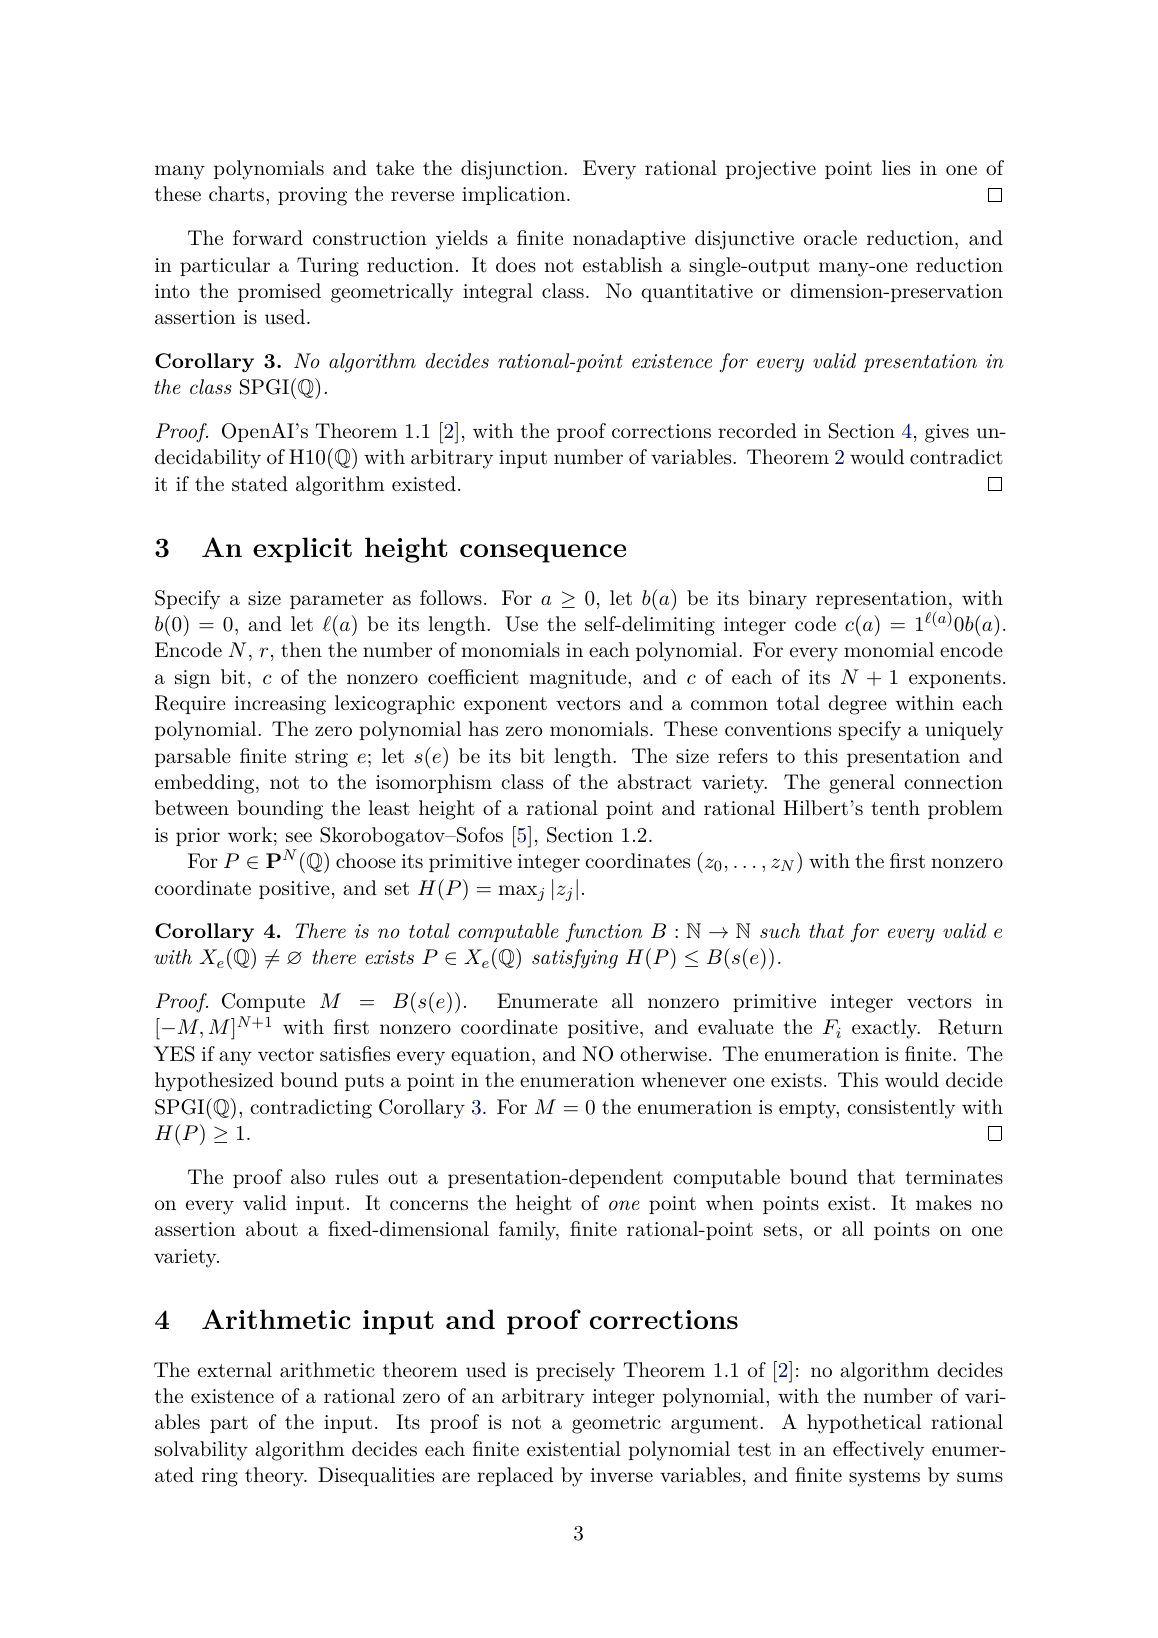 many polynomials and take the disjunction. Every rational projective point lies in one of
these charts, proving the reverse implication. □
The forward construction yields a finite nonadaptive disjunctive oracle reduction, and
in particular a Turing reduction. It does not establish a single-output many-one reduction
into the promised geometrically integral class. No quantitative or dimension-preservation
assertion is used.
Corollary 3. No algorithm decides rational-point existence for every valid presentation in
the class SPGI(ℚ).
Proof. OpenAI's Theorem 1.1 [2], with the proof corrections recorded in Section 4, gives un-
decidability of H10(ℚ) with arbitrary input number of variables. Theorem 2 would contradict
it if the stated algorithm existed. □
3 An explicit height consequence
Specify a size parameter as follows. For a ≥ 0, let b(a) be its binary representation, with
b(0) = 0, and let ℓ(a) be its length. Use the self-delimiting integer code c(a) = 1^{ℓ(a)}0b(a).
Encode N, r, then the number of monomials in each polynomial. For every monomial encode
a sign bit, c of the nonzero coefficient magnitude, and c of each of its N + 1 exponents.
Require increasing lexicographic exponent vectors and a common total degree within each
polynomial. The zero polynomial has zero monomials. These conventions specify a uniquely
parsable finite string e; let s(e) be its bit length. The size refers to this presentation and
embedding, not to the isomorphism class of the abstract variety. The general connection
between bounding the least height of a rational point and rational Hilbert's tenth problem
is prior work; see Skorobogatov–Sofos [5], Section 1.2.
For P ∈ P^N(ℚ) choose its primitive integer coordinates (z_0, . . . , z_N) with the first nonzero
coordinate positive, and set H(P) = max_j |z_j|.
Corollary 4. There is no total computable function B : ℕ → ℕ such that for every valid e
with X_e(ℚ) ≠ ∅ there exists P ∈ X_e(ℚ) satisfying H(P) ≤ B(s(e)).
Proof. Compute M = B(s(e)). Enumerate all nonzero primitive integer vectors in
[−M, M]^{N+1} with first nonzero coordinate positive, and evaluate the F_i exactly. Return
YES if any vector satisfies every equation, and NO otherwise. The enumeration is finite. The
hypothesized bound puts a point in the enumeration whenever one exists. This would decide
SPGI(ℚ), contradicting Corollary 3. For M = 0 the enumeration is empty, consistently with
H(P) ≥ 1. □
The proof also rules out a presentation-dependent computable bound that terminates
on every valid input. It concerns the height of one point when points exist. It makes no
assertion about a fixed-dimensional family, finite rational-point sets, or all points on one
variety.
4 Arithmetic input and proof corrections
The external arithmetic theorem used is precisely Theorem 1.1 of [2]: no algorithm decides
the existence of a rational zero of an arbitrary integer polynomial, with the number of vari-
ables part of the input. Its proof is not a geometric argument. A hypothetical rational
solvability algorithm decides each finite existential polynomial test in an effectively enumer-
ated ring theory. Disequalities are replaced by inverse variables, and finite systems by sums
3